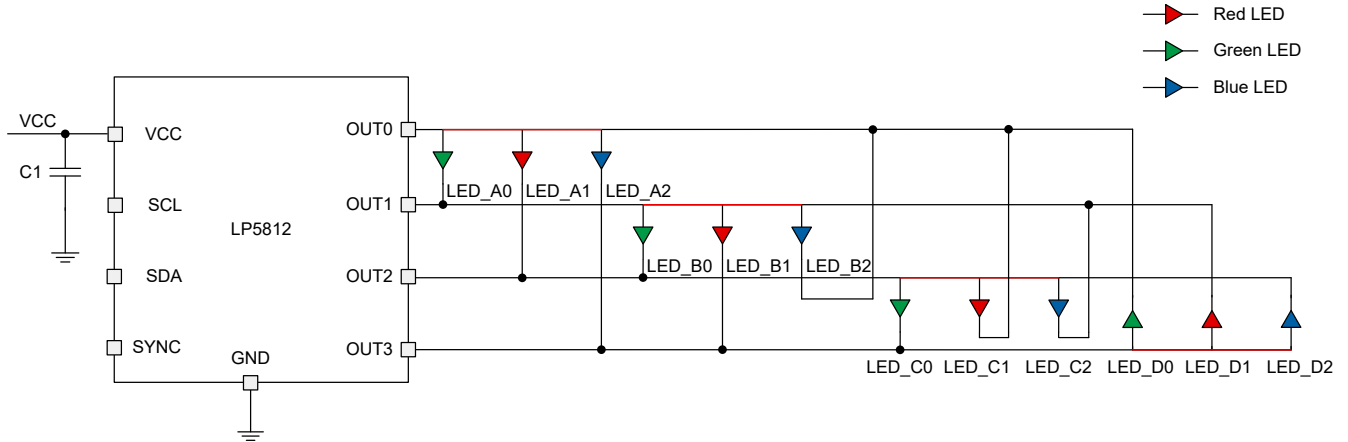 Red LED
Green LED
Blue LED
VCC
C1
VCC
SCL
SDA
SYNC
GND
LP5812
OUT0
OUT1
OUT2
OUT3
LED_A0 LED_A1 LED_A2
LED_B0 LED_B1 LED_B2
LED_C0 LED_C1 LED_C2 LED_D0 LED_D1 LED_D2